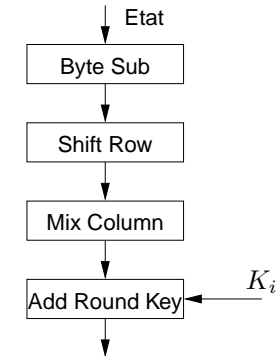 Etat
Byte Sub
Shift Row
Mix Column
K_i
Add Round Key